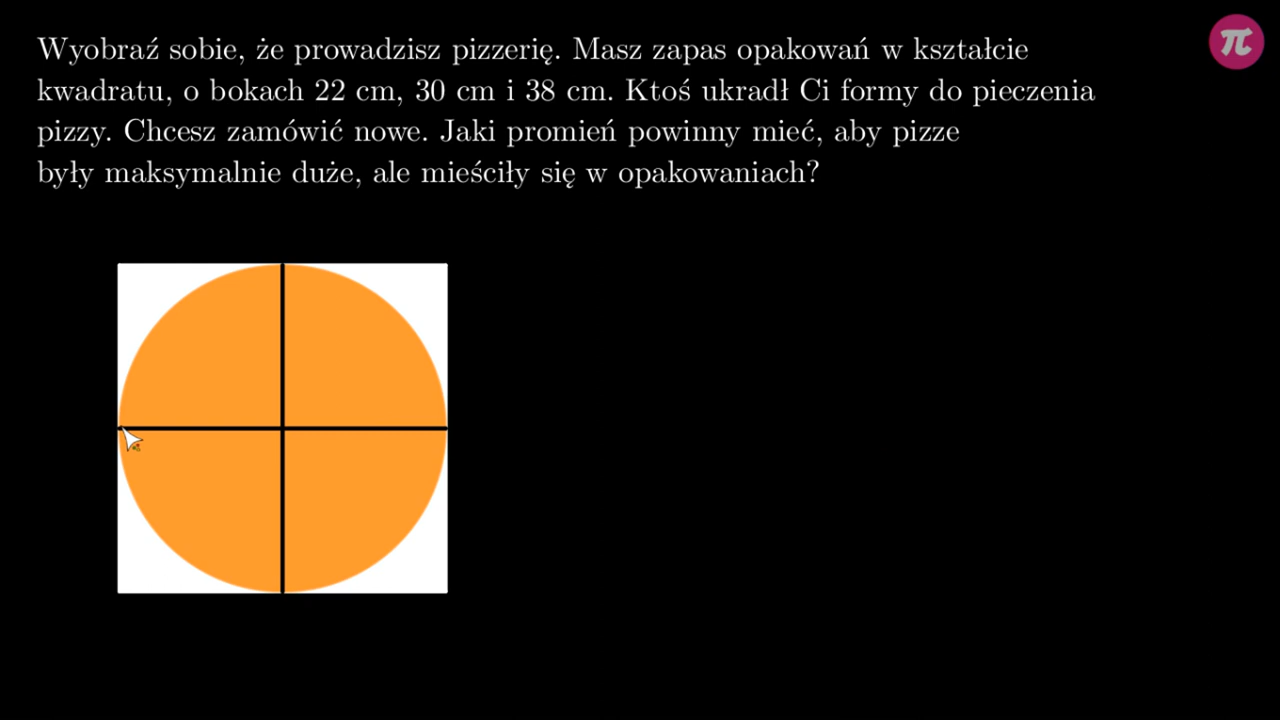 Wyobraź sobie, że prowadzisz pizzerię. Masz zapas opakowań w kształcie
kwadratu, o bokach 22 cm, 30 cm i 38 cm. Ktoś ukradł Ci formy do pieczenia
pizzy. Chcesz zamówić nowe. Jaki promień powinny mieć, aby pizze
były maksymalnie duże, ale mieściły się w opakowaniach?
π